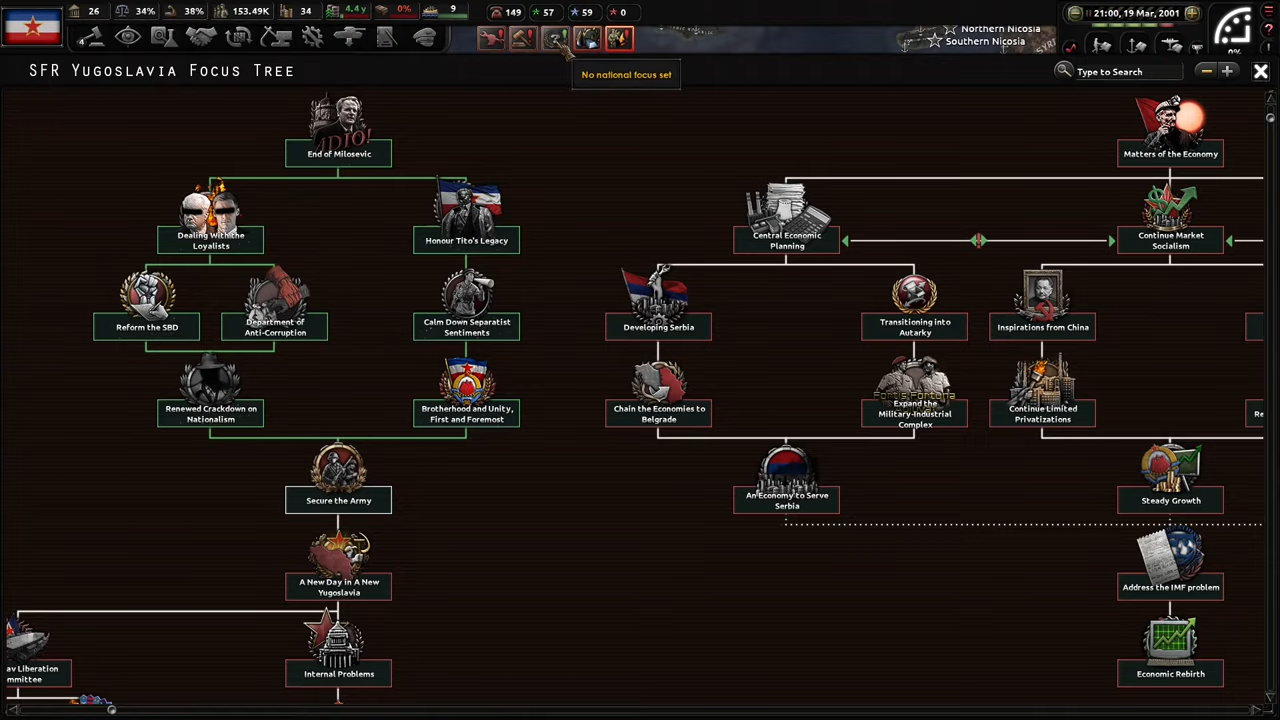 26
34%
38%
153.49K
34
4.4y
0%
9
149
57
59
0
21:00, 19 Mar, 2001
0%
4
Northern Nicosia
Southern Nicosia
SFR Yugoslavia Focus Tree
No national focus set
Type to Search
ADIO!
End of Milosevic
Matters of the Economy
Dealing With the
Loyalists
Honour Tito's Legacy
Central Economic
Planning
Continue Market
Socialism
Reform the SBD
Department of
Anti-Corruption
Calm Down Separatist
Sentiments
Developing Serbia
Transitioning into
Autarky
Inspirations from China
Renewed Crackdown on
Nationalism
Brotherhood and Unity,
First and Foremost
Chain the Economies to
Belgrade
Expand the
Military-Industrial
Complex
Continue Limited
Privatizations
Secure the Army
An Economy to Serve
Serbia
Steady Growth
A New Day in A New
Yugoslavia
Address the IMF problem
av Liberation
mmittee
Internal Problems
Economic Rebirth